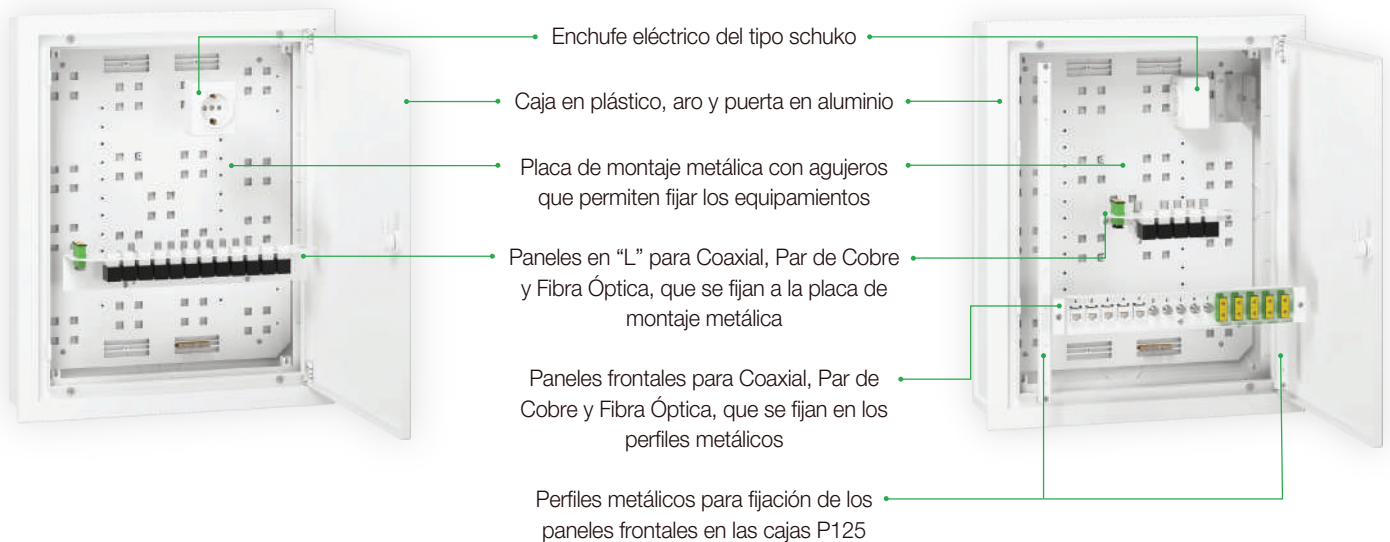 Enchufe eléctrico del tipo schuko
Caja en plástico, aro y puerta en aluminio
Placa de montaje metálica con agujeros
que permiten fijar los equipamientos
Paneles en “L” para Coaxial, Par de Cobre
y Fibra Óptica, que se fijan a la placa de
montaje metálica
Paneles frontales para Coaxial, Par de
Cobre y Fibra Óptica, que se fijan en los
perfiles metálicos
Perfiles metálicos para fijación de los
paneles frontales en las cajas P125